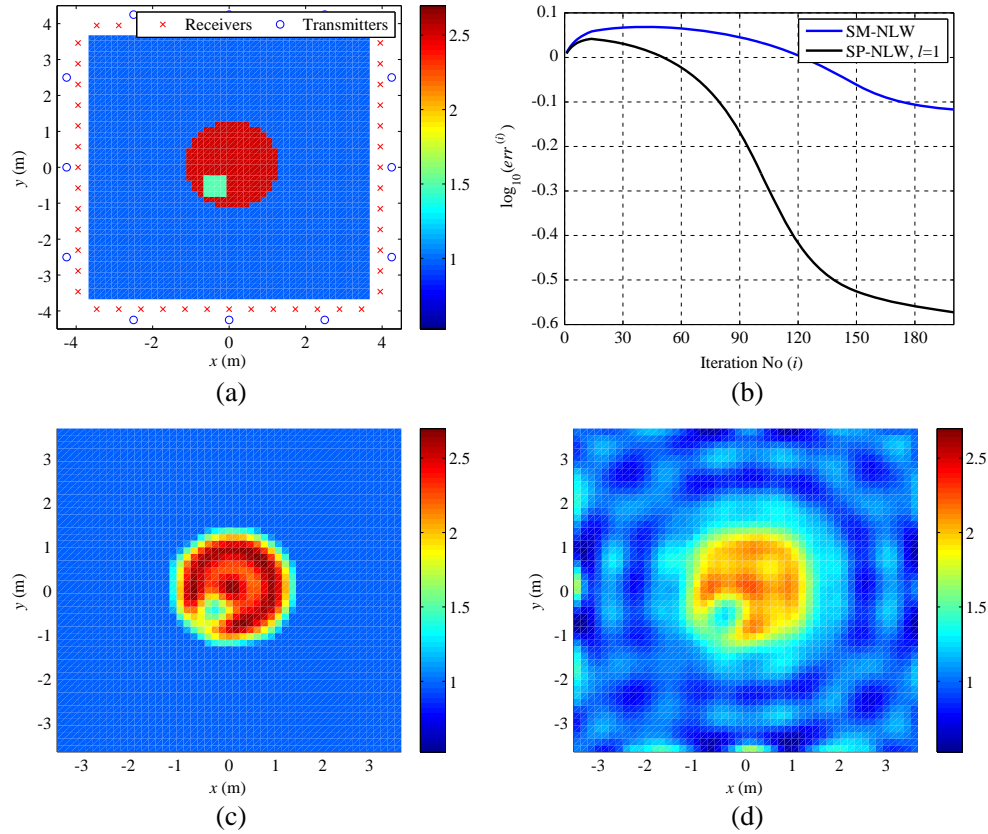 Receivers Transmitters
4
3
2
1
0
-1
-2
-3
-4
y (m)
-4 -2 0 2 4
x (m)
2.5
2
1.5
1
(a)
0.1
0
-0.1
-0.2
-0.3
-0.4
-0.5
-0.6
log10(err(i))
SM-NLW
SP-NLW, l=1
0 30 60 90 120 150 180
Iteration No (i)
(b)
3
2
1
0
-1
-2
-3
y (m)
-3 -2 -1 0 1 2 3
x (m)
2.5
2
1.5
1
(c)
3
2
1
0
-1
-2
-3
y (m)
-3 -2 -1 0 1 2 3
x (m)
2.5
2
1.5
1
(d)